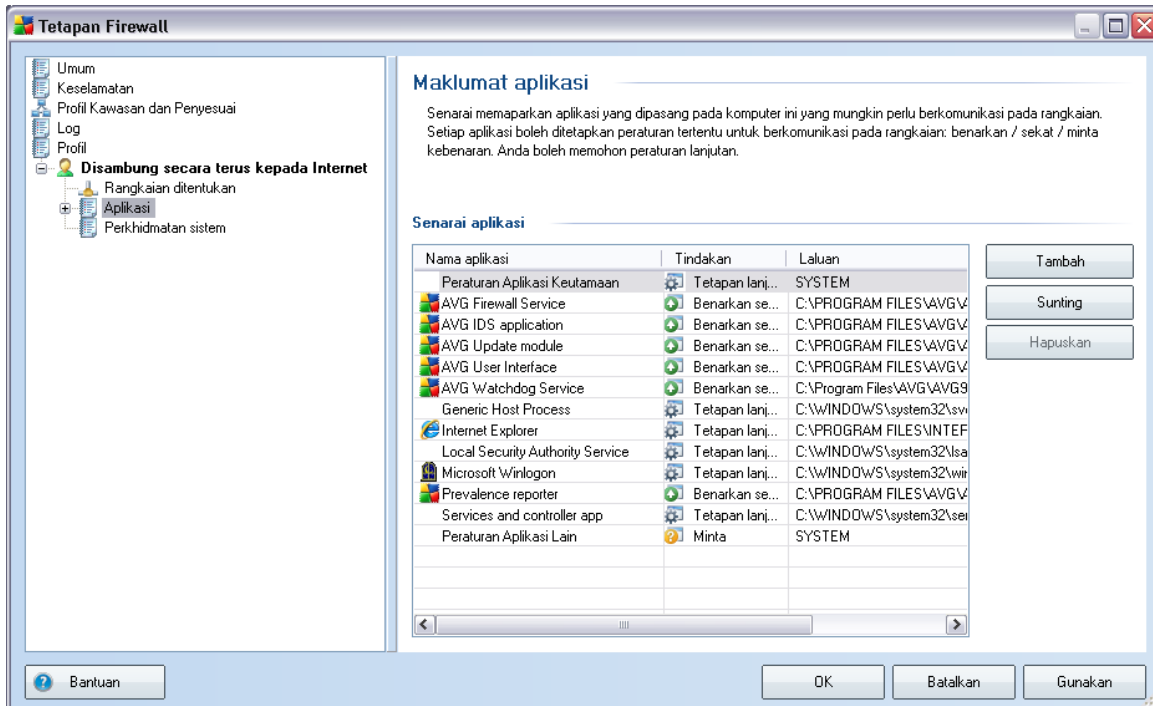 Tetapan Firewall
Umum
Keselamatan
Profil Kawasan dan Penyesuai
Log
Profil
Disambung secara terus kepada Internet
Rangkaian ditentukan
Aplikasi
Perkhidmatan sistem
Maklumat aplikasi
Senarai memaparkan aplikasi yang dipasang pada komputer ini yang mungkin perlu berkomunikasi pada rangkaian.
Setiap aplikasi boleh ditetapkan peraturan tertentu untuk berkomunikasi pada rangkaian: benarkan / sekat / minta
kebenaran. Anda boleh memohon peraturan lanjutan.
Senarai aplikasi
Nama aplikasi Tindakan Laluan
Peraturan Aplikasi Keutamaan Tetapan lanj... SYSTEM
AVG Firewall Service Benarkan se... C:\PROGRAM FILES\AVG\
AVG IDS application Benarkan se... C:\PROGRAM FILES\AVG\
AVG Update module Benarkan se... C:\PROGRAM FILES\AVG\
AVG User Interface Benarkan se... C:\PROGRAM FILES\AVG\
AVG Watchdog Service Benarkan se... C:\Program Files\AVG\AVG9
Generic Host Process Tetapan lanj... C:\WINDOWS\system32\sv
Internet Explorer Tetapan lanj... C:\PROGRAM FILES\INTE
Local Security Authority Service Tetapan lanj... C:\WINDOWS\system32\lsa
Microsoft Winlogon Tetapan lanj... C:\WINDOWS\system32\wi
Prevalence reporter Benarkan se... C:\PROGRAM FILES\AVG\
Services and controller app Tetapan lanj... C:\WINDOWS\system32\se
Peraturan Aplikasi Lain Minta SYSTEM
Tambah
Sunting
Hapuskan
Bantuan
OK
Batalkan
Gunakan